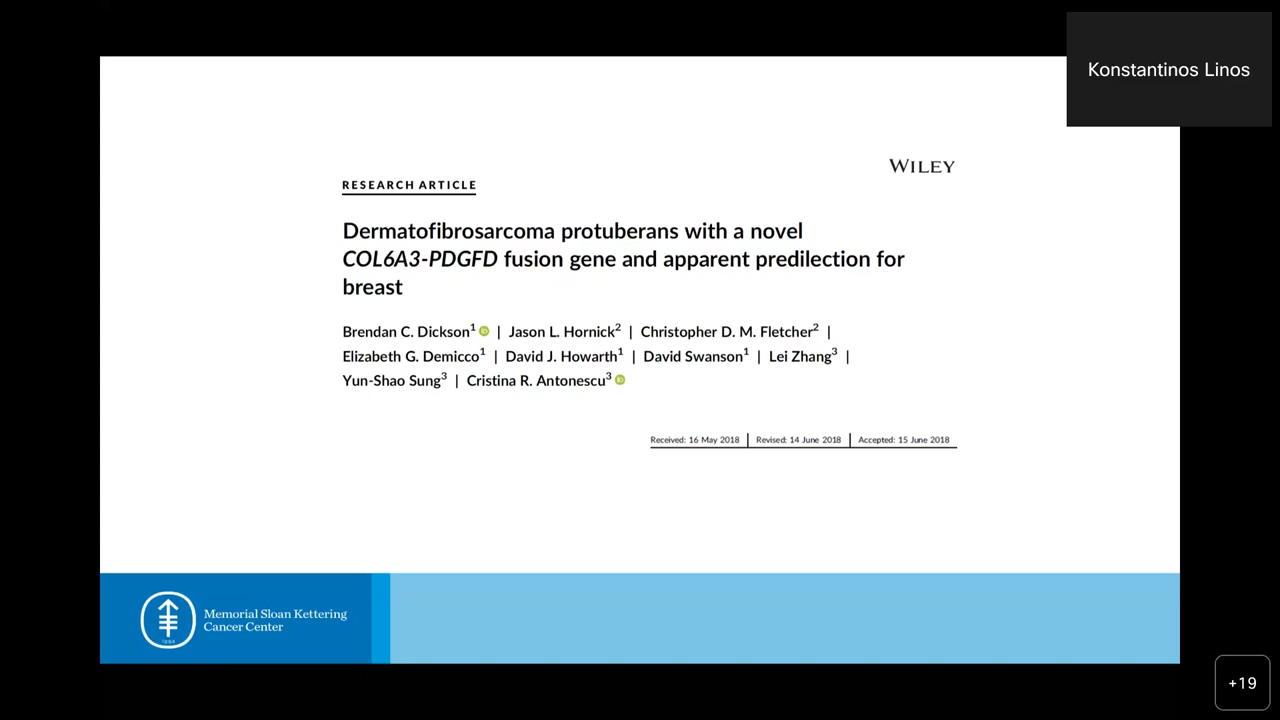 Konstantinos Linos
WILEY
RESEARCH ARTICLE
Dermatofibrosarcoma protuberans with a novel
COL6A3-PDGFD fusion gene and apparent predilection for
breast
Brendan C. Dickson1 | Jason L. Hornick2 | Christopher D. M. Fletcher2 |
Elizabeth G. Demicco1 | David J. Howarth1 | David Swanson1 | Lei Zhang3 |
Yun-Shao Sung3 | Cristina R. Antonescu3
Received: 16 May 2018 | Revised: 14 June 2018 | Accepted: 15 June 2018
Memorial Sloan Kettering
Cancer Center
1884
+19